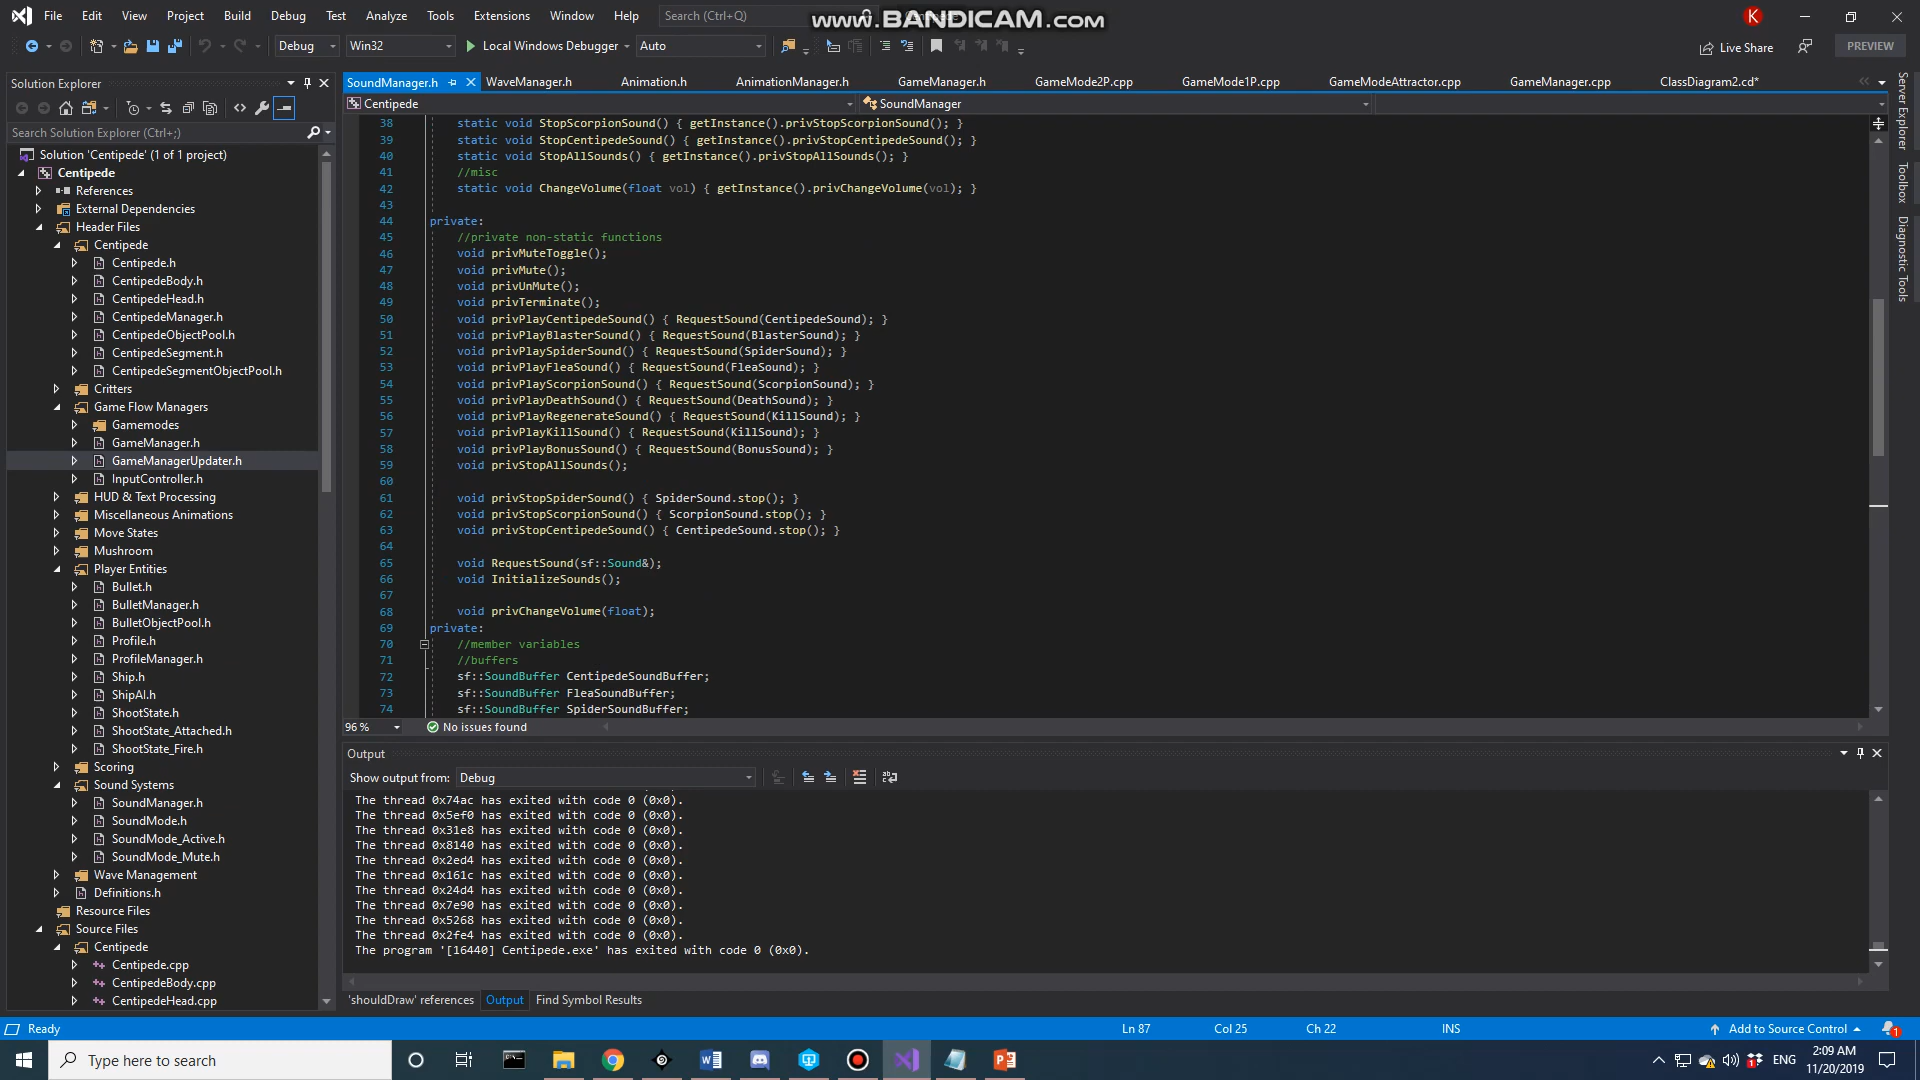 File Edit View Project Build Debug Test Analyze Tools Extensions Window Help Search (Ctrl+Q)
www.BANDICAM.com
K
Debug Win32 Local Windows Debugger Auto Live Share PREVIEW
Solution Explorer
Search Solution Explorer (Ctrl+;)
Solution 'Centipede' (1 of 1 project)
Centipede
References
External Dependencies
Header Files
Centipede
Centipede.h
CentipedeBody.h
CentipedeHead.h
CentipedeManager.h
CentipedeObjectPool.h
CentipedeSegment.h
CentipedeSegmentObjectPool.h
Critters
Game Flow Managers
Gamemodes
GameManager.h
GameManagerUpdater.h
InputController.h
HUD & Text Processing
Miscellaneous Animations
Move States
Mushroom
Player Entities
Bullet.h
BulletManager.h
BulletObjectPool.h
Profile.h
ProfileManager.h
Ship.h
ShipAI.h
ShootState.h
ShootState_Attached.h
ShootState_Fire.h
Scoring
Sound Systems
SoundManager.h
SoundMode.h
SoundMode_Active.h
SoundMode_Mute.h
Wave Management
Definitions.h
Resource Files
Source Files
Centipede
Centipede.cpp
CentipedeBody.cpp
CentipedeHead.cpp
SoundManager.h WaveManager.h Animation.h AnimationManager.h GameManager.h GameMode2P.cpp GameMode1P.cpp GameModeAttractor.cpp GameManager.cpp ClassDiagram2.cd*
Centipede SoundManager
38 static void StopScorpionSound() { getInstance().privStopScorpionSound(); }
39 static void StopCentipedeSound() { getInstance().privStopCentipedeSound(); }
40 static void StopAllSounds() { getInstance().privStopAllSounds(); }
41 //misc
42 static void ChangeVolume(float vol) { getInstance().privChangeVolume(vol); }
43
44 private:
45 //private non-static functions
46 void privMuteToggle();
47 void privMute();
48 void privUnMute();
49 void privTerminate();
50 void privPlayCentipedeSound() { RequestSound(CentipedeSound); }
51 void privPlayBlasterSound() { RequestSound(BlasterSound); }
52 void privPlaySpiderSound() { RequestSound(SpiderSound); }
53 void privPlayFleaSound() { RequestSound(FleaSound); }
54 void privPlayScorpionSound() { RequestSound(ScorpionSound); }
55 void privPlayDeathSound() { RequestSound(DeathSound); }
56 void privPlayRegenerateSound() { RequestSound(KillSound); }
57 void privPlayKillSound() { RequestSound(KillSound); }
58 void privPlayBonusSound() { RequestSound(BonusSound); }
59 void privStopAllSounds();
60
61 void privStopSpiderSound() { SpiderSound.stop(); }
62 void privStopScorpionSound() { ScorpionSound.stop(); }
63 void privStopCentipedeSound() { CentipedeSound.stop(); }
64
65 void RequestSound(sf::Sound&);
66 void InitializeSounds();
67
68 void privChangeVolume(float);
69 private:
70 //member variables
71 //buffers
72 sf::SoundBuffer CentipedeSoundBuffer;
73 sf::SoundBuffer FleaSoundBuffer;
74 sf::SoundBuffer SpiderSoundBuffer;
96 % No issues found
Output
Show output from: Debug
The thread 0x74ac has exited with code 0 (0x0).
The thread 0x5ef0 has exited with code 0 (0x0).
The thread 0x31e8 has exited with code 0 (0x0).
The thread 0x8140 has exited with code 0 (0x0).
The thread 0x2ed4 has exited with code 0 (0x0).
The thread 0x161c has exited with code 0 (0x0).
The thread 0x24d4 has exited with code 0 (0x0).
The thread 0x7e90 has exited with code 0 (0x0).
The thread 0x5268 has exited with code 0 (0x0).
The thread 0x2fe4 has exited with code 0 (0x0).
The program '[16440] Centipede.exe' has exited with code 0 (0x0).
'shouldDraw' references Output Find Symbol Results
Server Explorer
Toolbox
Diagnostic Tools
Ready Ln 87 Col 25 Ch 22 INS Add to Source Control 1
Type here to search
ENG
2:09 AM
11/20/2019